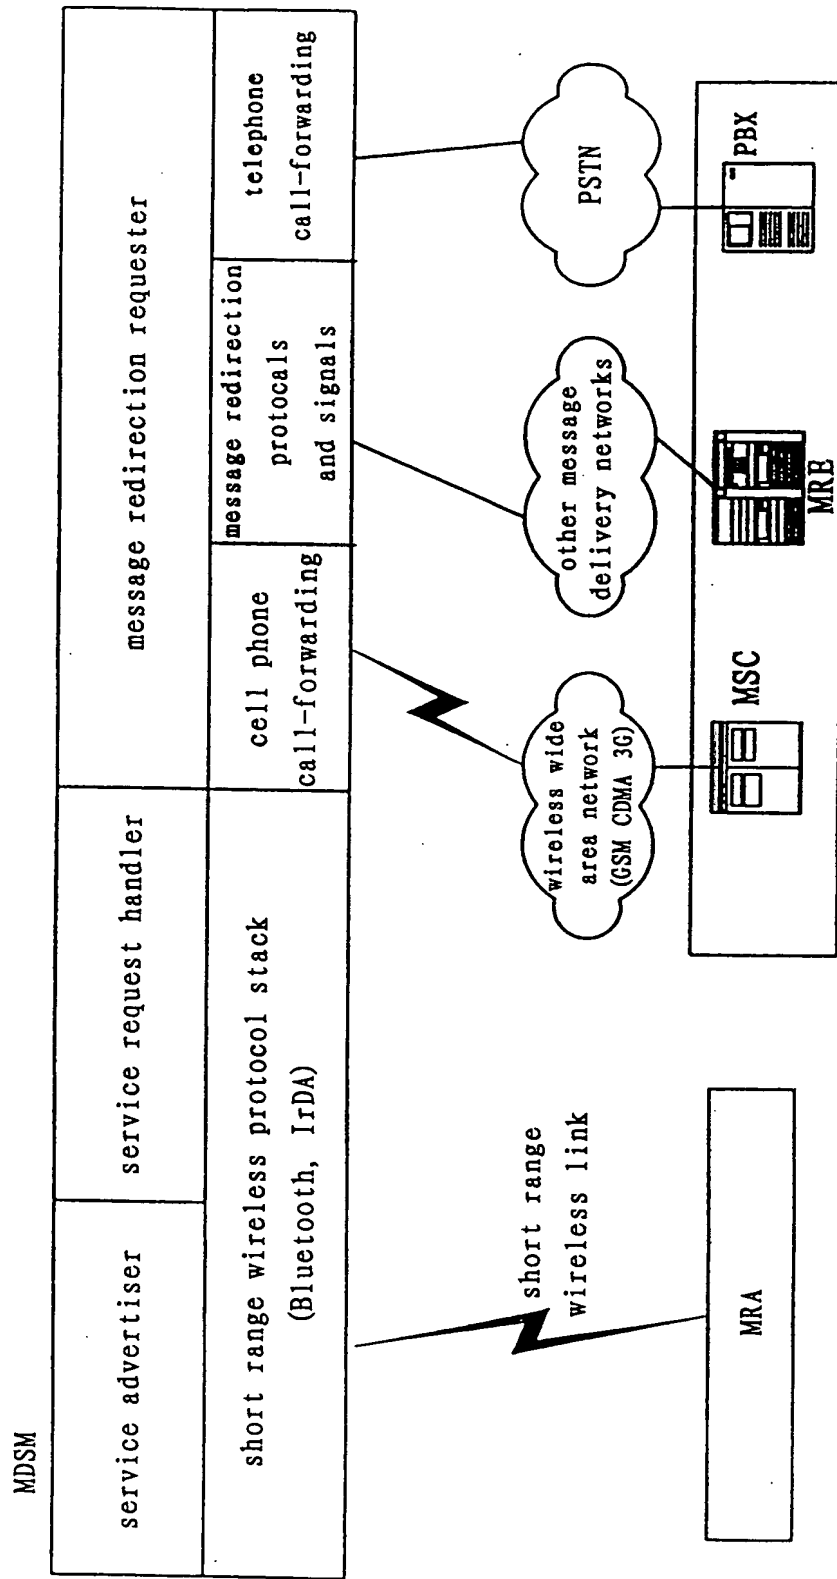 MDSM
service advertiser
service request handler
message redirection requester
short range wireless protocol stack
(Bluetooth, IrDA)
cell phone
call-forwarding
message redirection
protocals
and signals
telephone
call-forwarding
short range
wireless link
wireless wide
area network
(GSM CDMA 3G)
other message
delivery networks
PSTN
MRA
MSC
MRE
PBX